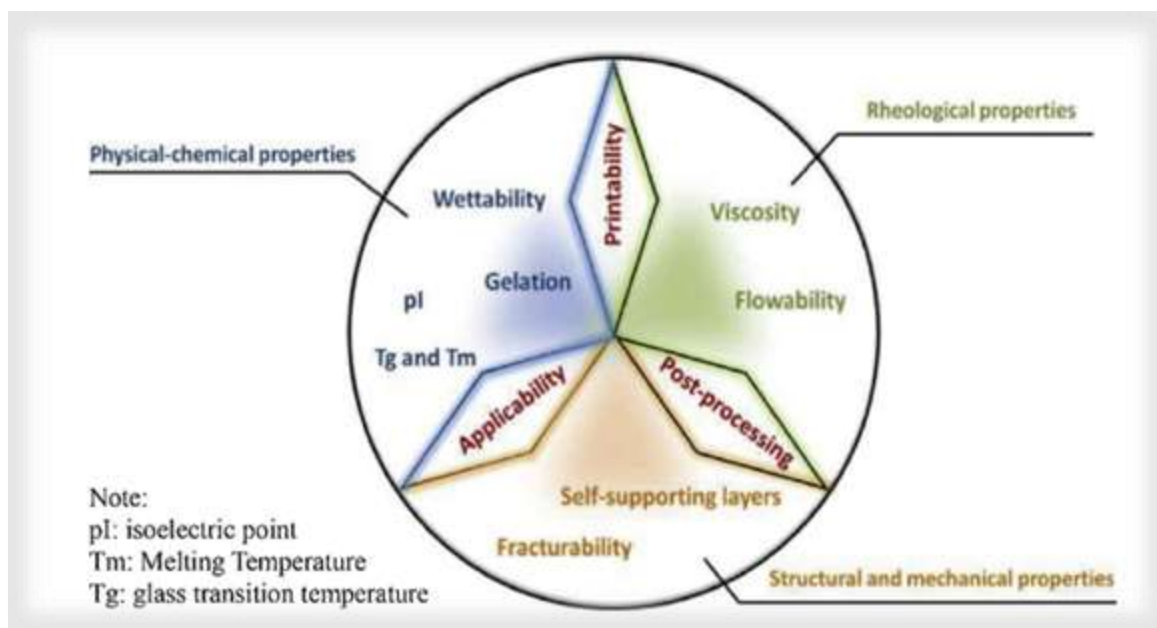 Rheological properties
Physical-chemical properties
Printability
Wettability
Viscosity
Gelation
pI
Flowability
Tg and Tm
Applicability
Post-processing
Self-supporting layers
Fracturability
Structural and mechanical properties
Note:
pI: isoelectric point
Tm: Melting Temperature
Tg: glass transition temperature